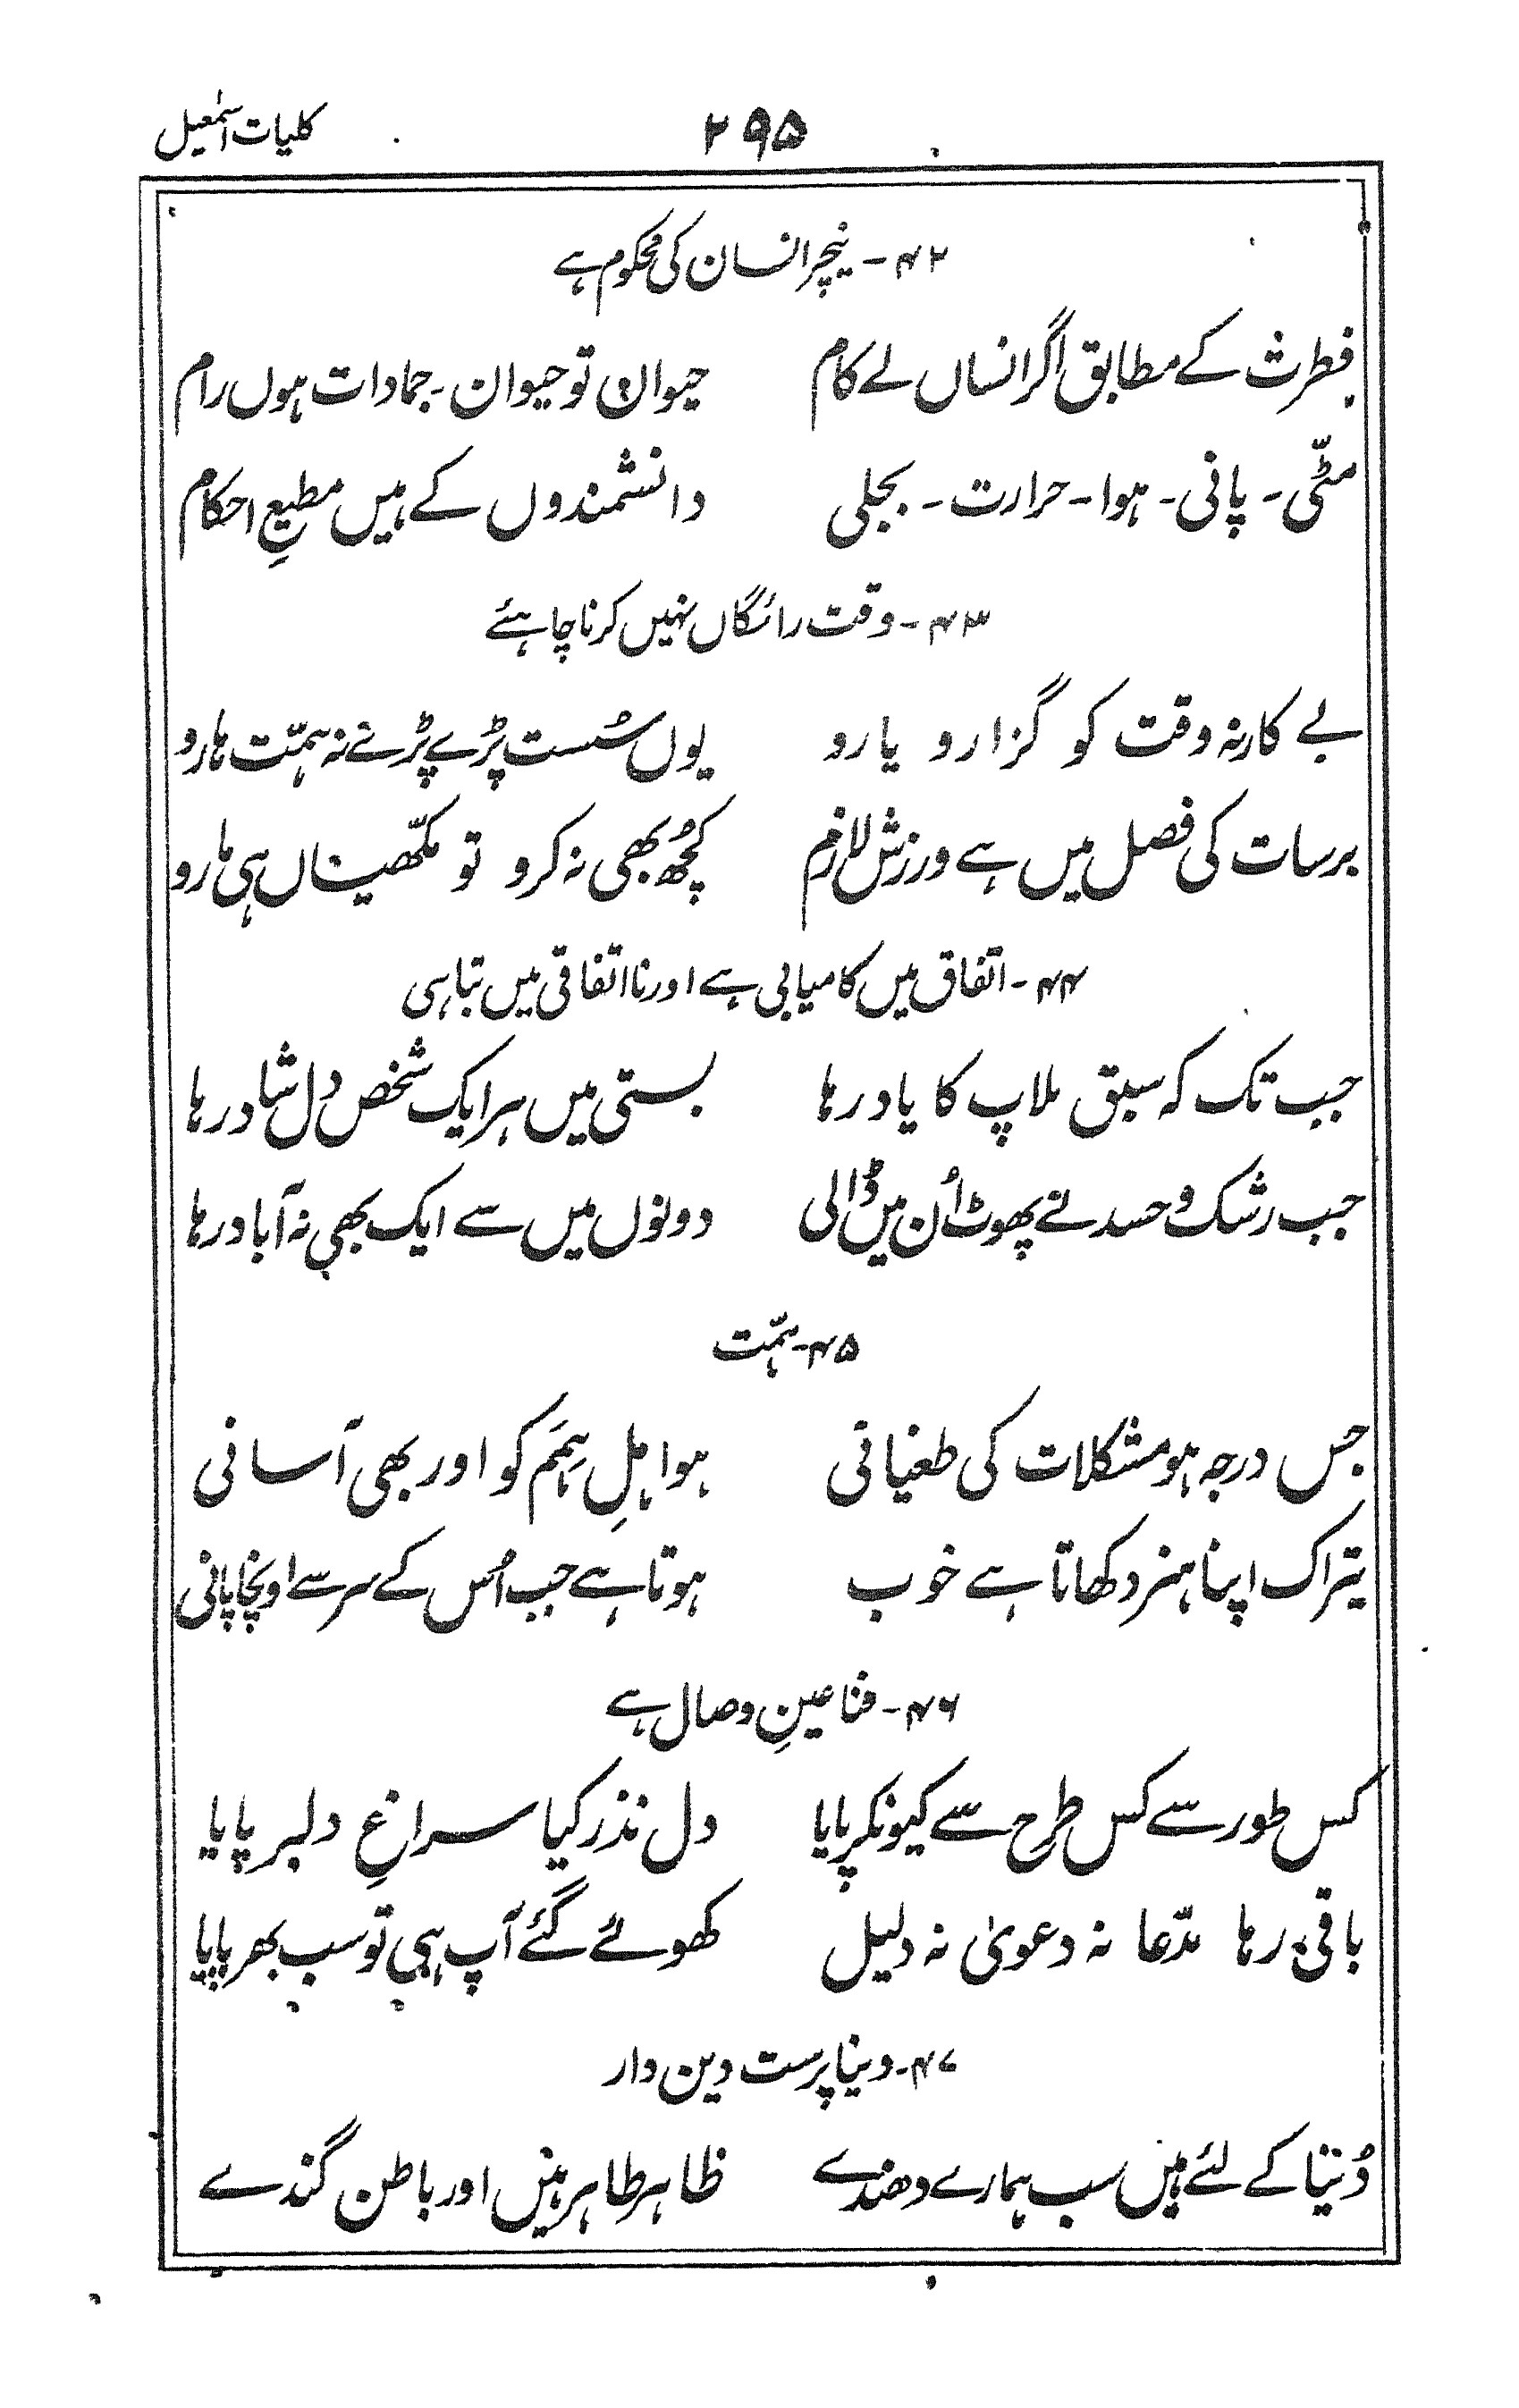 کلیات اسمٰعیل ۲۹۵
۴۲ - نیچر انسان کی محکوم ہے
فطرت کے مطابق اگر انساں لے کام حیوان تو حیوان - جمادات ہوں رام
مٹّی - پانی - ہوا - حرارت - بجلی دانشمندوں کے ہیں مطیعِ احکام
۴۳ - وقت رائگاں نہیں کرنا چاہئے
بے کار نہ وقت کو گزارو یارو یوں سُست پڑے پڑے نہ ہمّت ہارو
برسات کی فصل میں ہے ورزش لازم کچُھ بھی نہ کرو تو مکّھیاں ہی مارو
۴۴ - اتفاق میں کامیابی ہے اور نااتفاقی میں تباہی
جب تک کہ سبق ملاپ کا یاد رہا بستی میں ہر ایک شخص دل شاد رہا
جب رشک و حسد نے پھوٹ اُن میں ڈالی دونوں میں سے ایک بھی نہ آباد رہا
۴۵ - ہمّت
جس درجہ ہو مشکلات کی طغیانی ہو اہلِ ہِمَم کو اور بھی آسانی
تیراک اپنا ہنر دکھاتا ہے خوب ہوتا ہے جب اُس کے سر سے اونچا پانی
۴۶ - فنا عینِ وصال ہے
کس طور سے کس طرح سے کیونکر پایا دل نذر کیا سراغِ دلبر پایا
باقی رہا مدّعا نہ دعویٰ نہ دلیل کھوئے گئے آپ ہی تو سب بھر پایا
۴۷ - دنیا پرست دین دار
دُنیا کے لئے ہیں سب ہمارے دھندے ظاہر طاہر ہیں اور باطن گندے